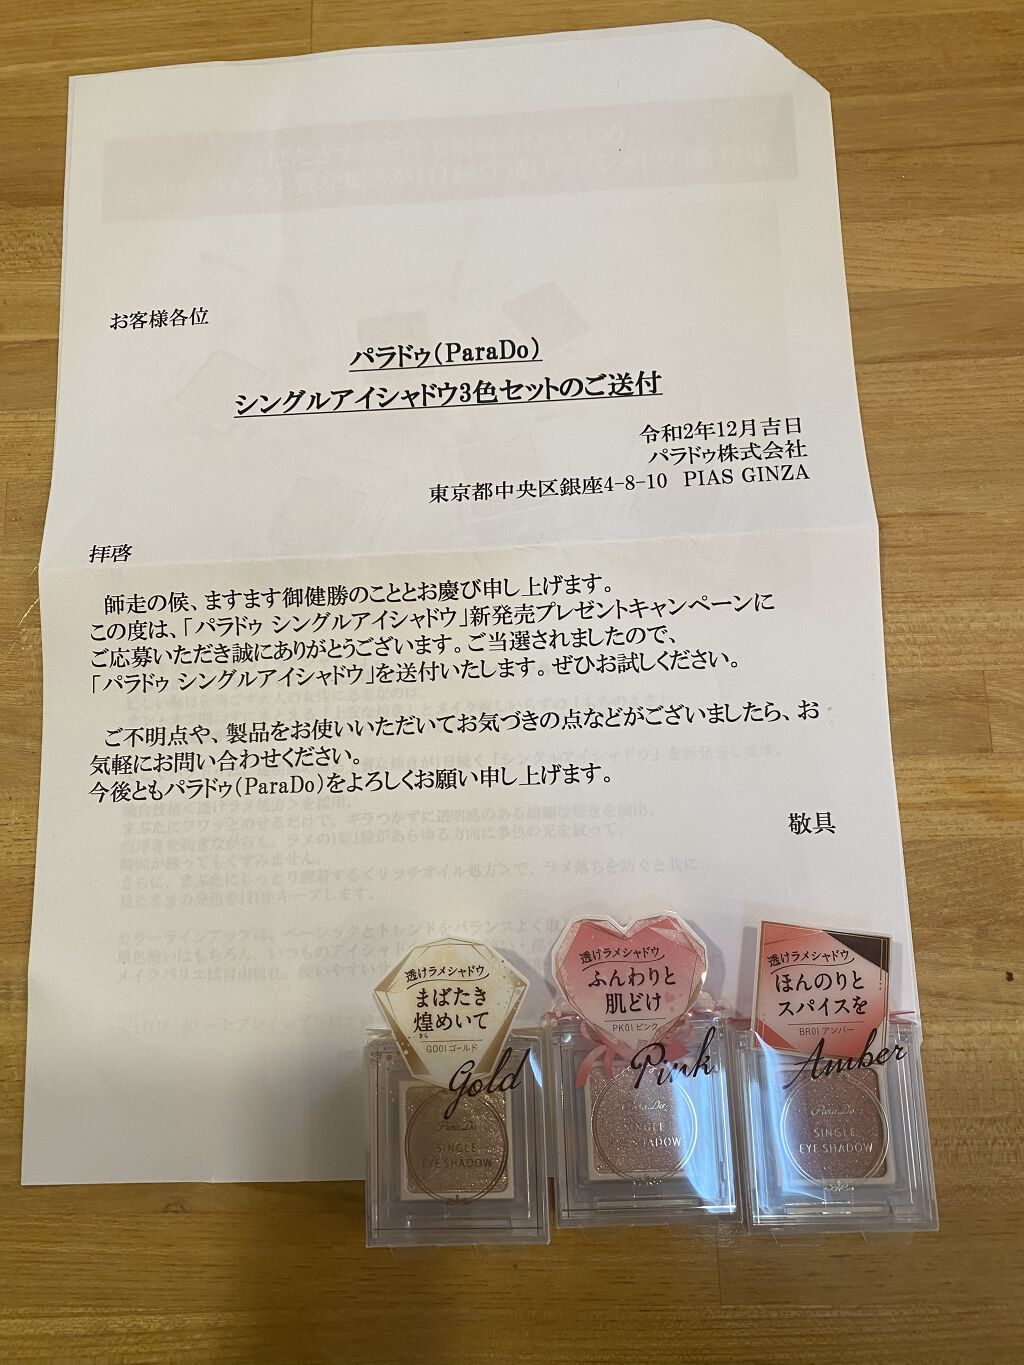 お客様各位
パラドゥ(ParaDo)
シングルアイシャドウ3色セットのご送付
令和2年12月吉日
パラドゥ株式会社
東京都中央区銀座4-8-10 PIAS GINZA
拝啓
師走の候、ますます御健勝のこととお慶び申し上げます。
この度は、「パラドゥ シングルアイシャドウ」新発売プレゼントキャンペーンに
ご応募いただき誠にありがとうございます。ご当選されましたので、
「パラドゥ シングルアイシャドウ」を送付いたします。ぜひお試しください。
ご不明点や、製品をお使いいただいてお気づきの点などがございましたら、お
気軽にお問い合わせください。
今後ともパラドゥ(ParaDo)をよろしくお願い申し上げます。
敬具
透けラメシャドウ
まばたき
煌めいて
きら
GD01 ゴールド
Gold
ParaDo
SINGLE
EYE SHADOW
透けラメシャドウ
ふんわりと
肌どけ
PK01 ピンク
Pink
ParaDo
SINGLE
EYE SHADOW
透けラメシャドウ
ほんのりと
スパイスを
BR01 アンバー
Amber
ParaDo
SINGLE
EYE SHADOW